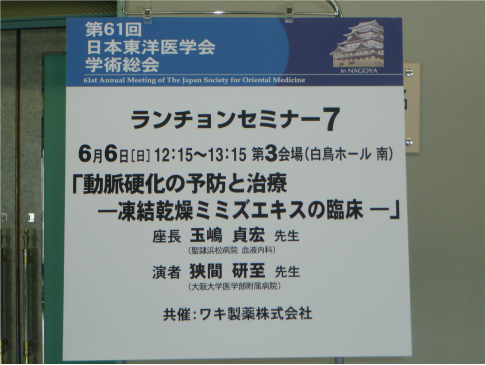 第61回
日本東洋医学会
学術総会
61st Annual Meeting of The Japan Society for Oriental Medicine
in NAGOYA
ランチョンセミナー7
6月6日[日] 12:15～13:15 第3会場(白鳥ホール 南)
「動脈硬化の予防と治療
―凍結乾燥ミミズエキスの臨床 ―」
座長 玉嶋 貞宏 先生
(聖隷浜松病院 血液内科)
演者 狭間 研至 先生
(大阪大学医学部附属病院)
共催:ワキ製薬株式会社